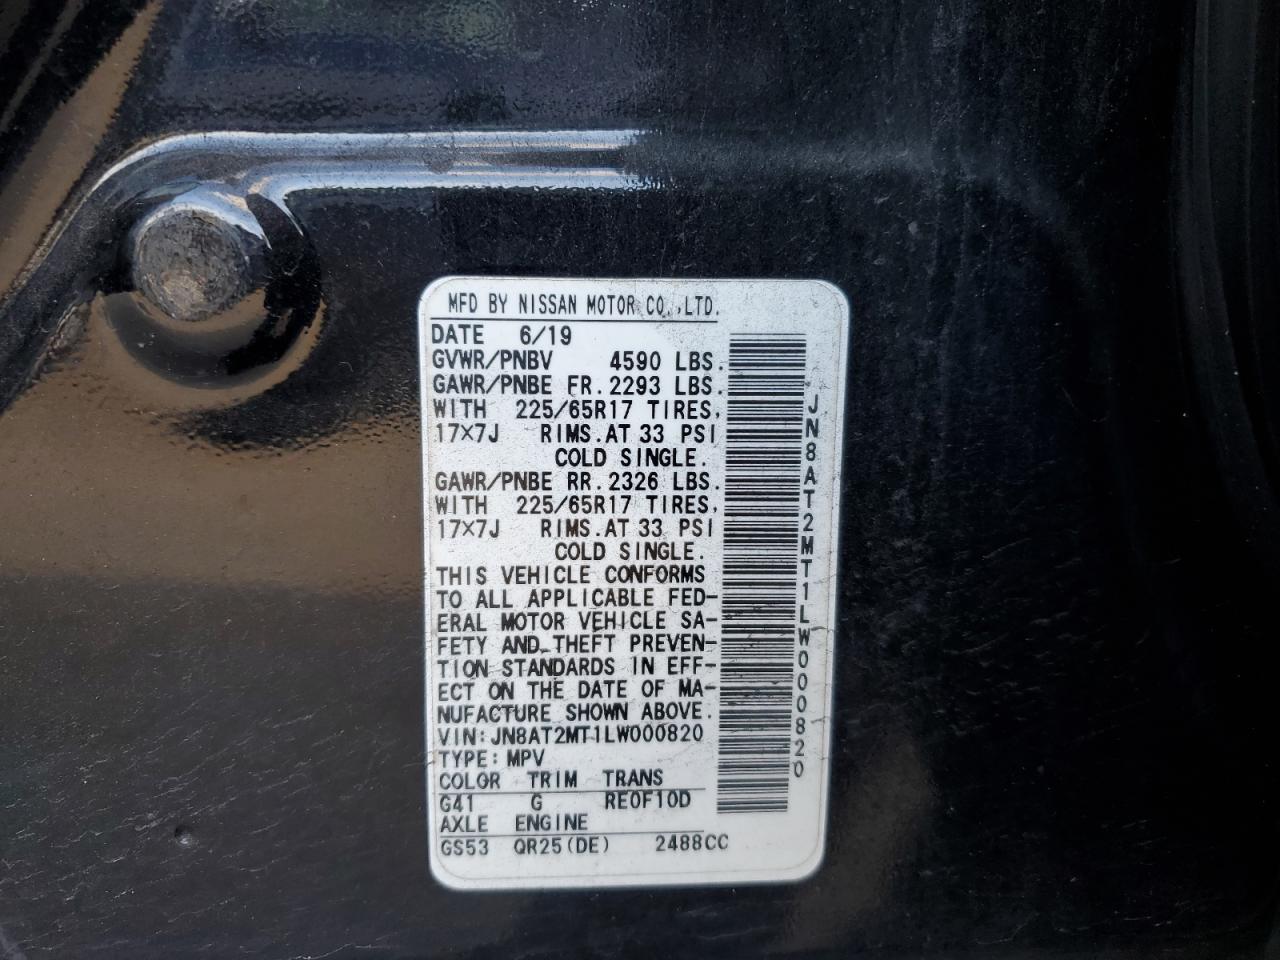 MFD BY NISSAN MOTOR CO.,LTD.
DATE 6/19
GVWR/PNBV 4590 LBS.
GAWR/PNBE FR. 2293 LBS.
WITH 225/65R17 TIRES,
17×7J RIMS. AT 33 PSI
COLD SINGLE.
GAWR/PNBE RR. 2326 LBS.
WITH 225/65R17 TIRES,
17×7J RIMS. AT 33 PSI
COLD SINGLE.
THIS VEHICLE CONFORMS
TO ALL APPLICABLE FED-
ERAL MOTOR VEHICLE SA-
FETY AND THEFT PREVEN-
TION STANDARDS IN EFF-
ECT ON THE DATE OF MA-
NUFACTURE SHOWN ABOVE.
VIN: JN8AT2MT1LW000820
TYPE: MPV
COLOR TRIM TRANS
G41 G RE0F10D
AXLE ENGINE
GS53 QR25(DE) 2488CC
JN8AT2MT1LW000820